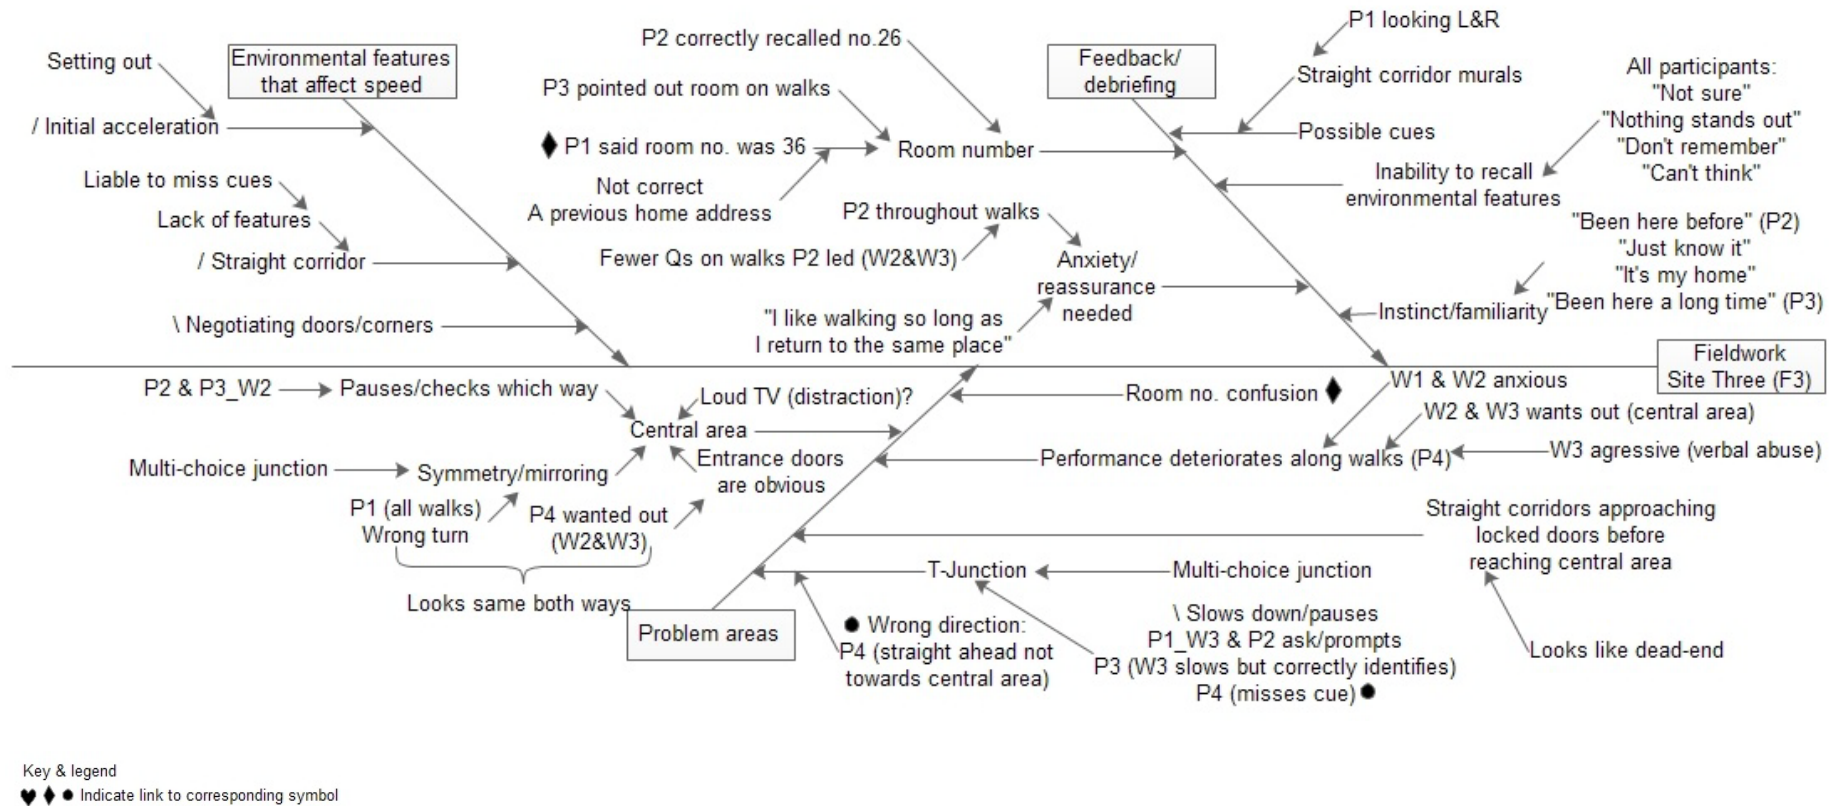 Setting out
Environmental features
that affect speed
/ Initial acceleration
Liable to miss cues
Lack of features
/ Straight corridor
\ Negotiating doors/corners
P2 correctly recalled no.26
P3 pointed out room on walks
♦ P1 said room no. was 36
Not correct
A previous home address
Room number
P2 throughout walks
Fewer Qs on walks P2 led (W2&W3)
Anxiety/
reassurance
needed
"I like walking so long as
I return to the same place"
Feedback/
debriefing
P1 looking L&R
Straight corridor murals
Possible cues
All participants:
"Not sure"
"Nothing stands out"
"Don't remember"
"Can't think"
Inability to recall
environmental features
"Been here before" (P2)
"Just know it"
"It's my home"
"Been here a long time" (P3)
Instinct/familiarity
Fieldwork
Site Three (F3)
P2 & P3_W2
Pauses/checks which way
Loud TV (distraction)?
Central area
Multi-choice junction
Symmetry/mirroring
Entrance doors
are obvious
P1 (all walks)
Wrong turn
P4 wanted out
(W2&W3)
Looks same both ways
Problem areas
Room no. confusion ♦
W1 & W2 anxious
W2 & W3 wants out (central area)
Performance deteriorates along walks (P4)
W3 agressive (verbal abuse)
Straight corridors approaching
locked doors before
reaching central area
Looks like dead-end
T-Junction
Multi-choice junction
● Wrong direction:
P4 (straight ahead not
towards central area)
\ Slows down/pauses
P1_W3 & P2 ask/prompts
P3 (W3 slows but correctly identifies)
P4 (misses cue) ●
Key & legend
♥ ♦ ● Indicate link to corresponding symbol